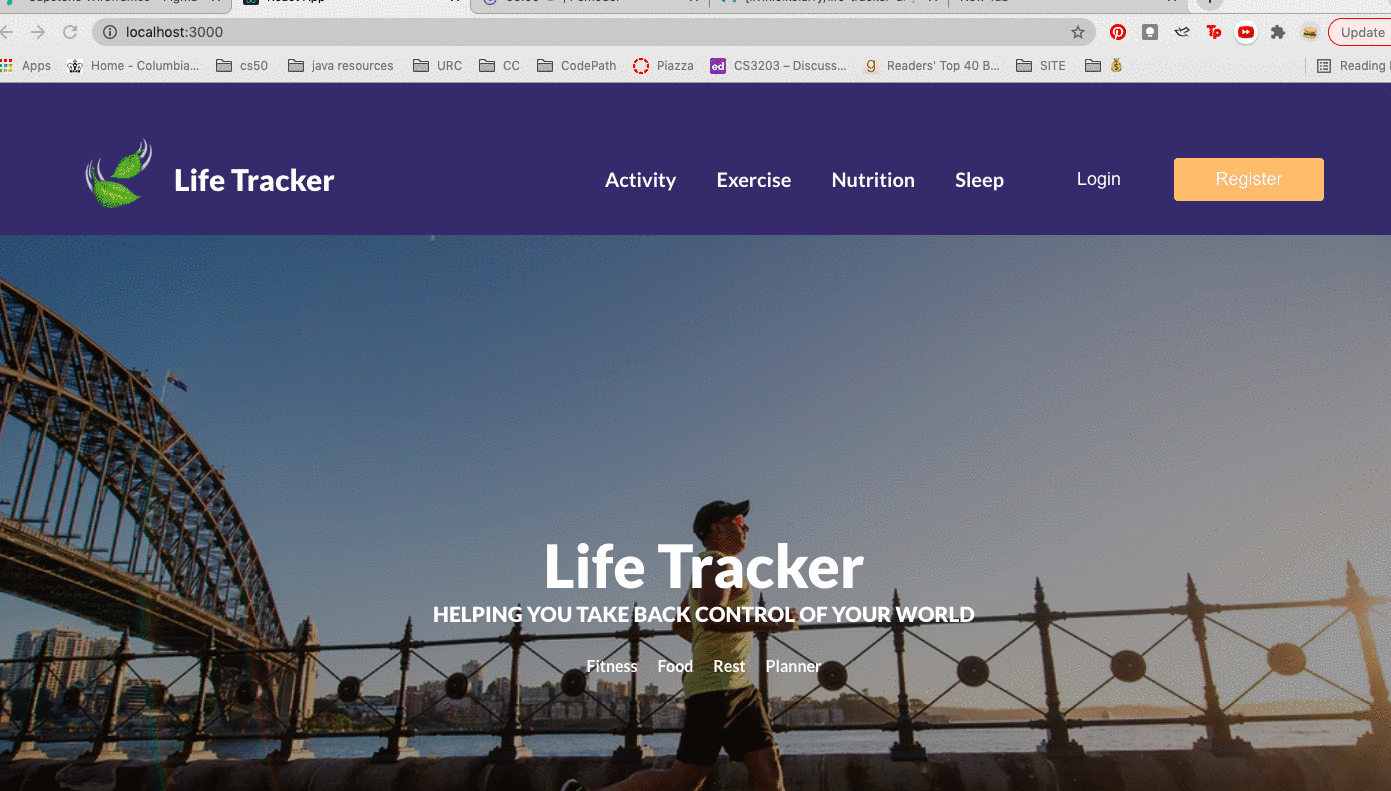 localhost:3000
Update
Apps Home - Columbia... cs50 java resources URC CC CodePath Piazza CS3203 – Discuss... Readers' Top 40 B... SITE Reading
Life Tracker Activity Exercise Nutrition Sleep Login Register
Life Tracker
HELPING YOU TAKE BACK CONTROL OF YOUR WORLD
Fitness Food Rest Planner